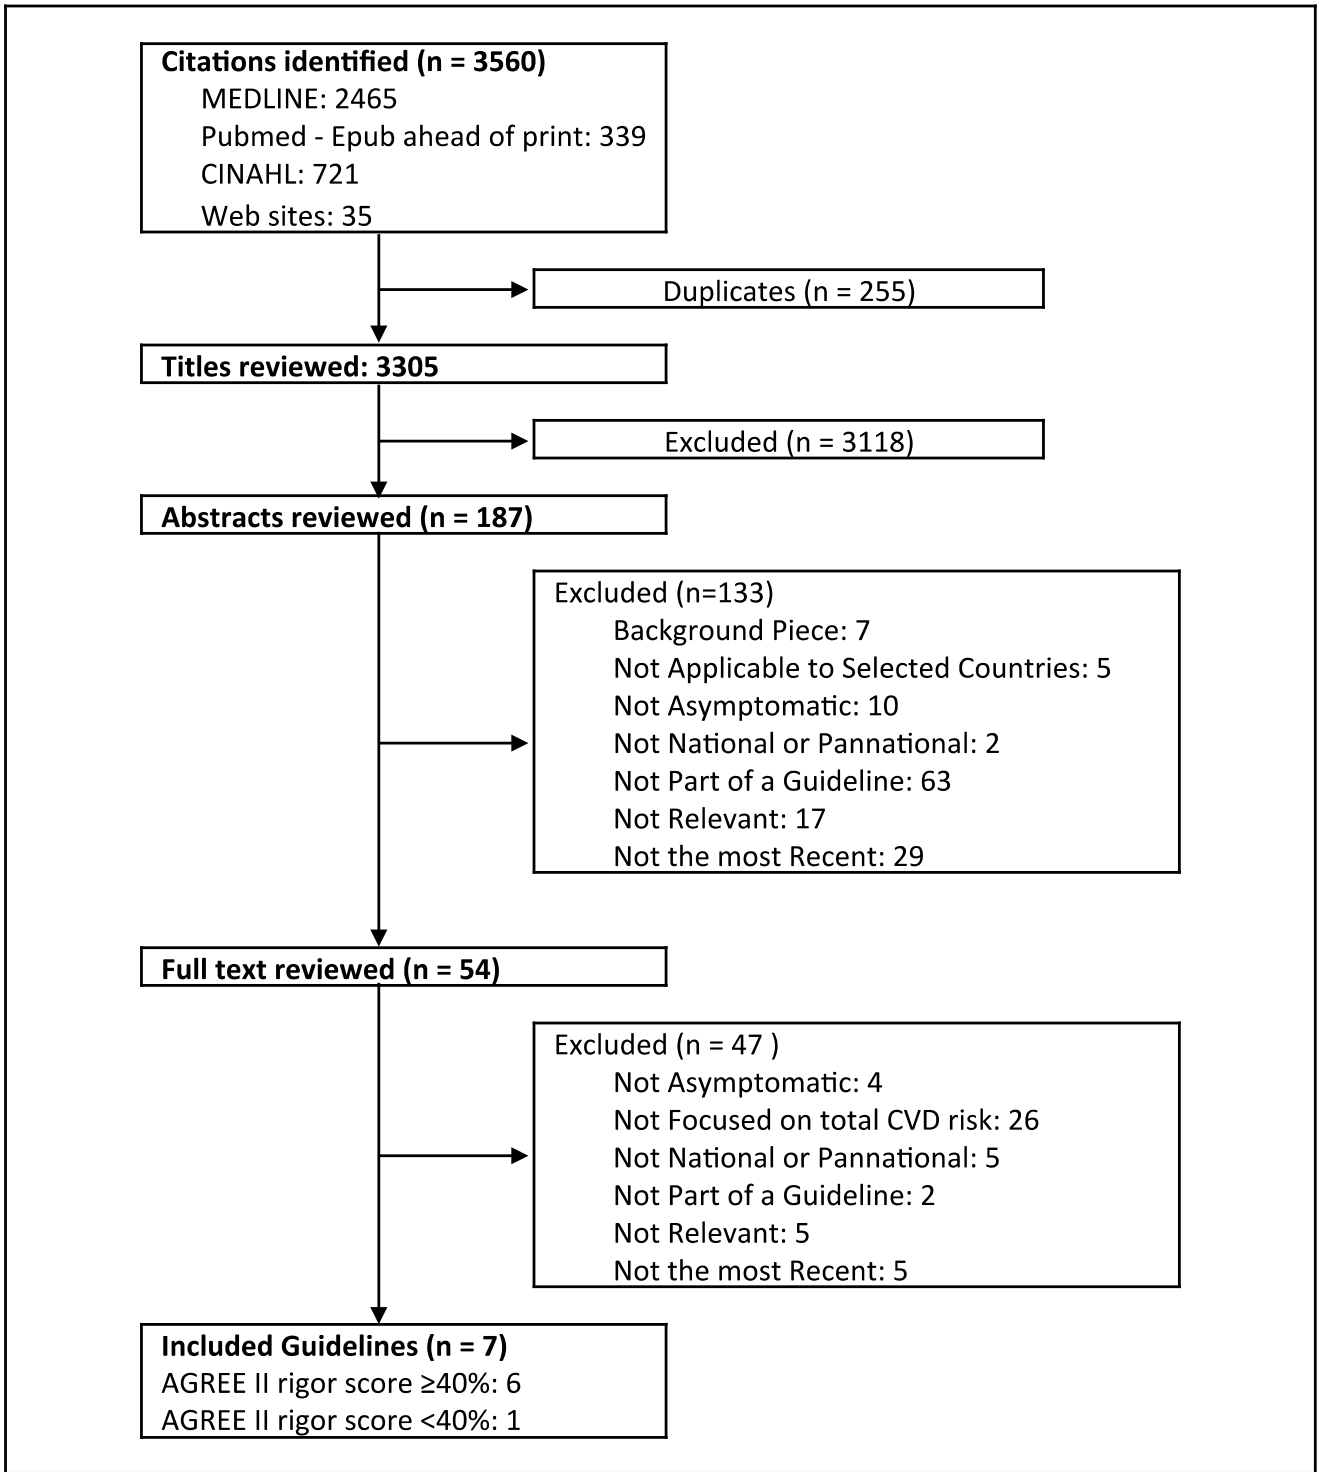 Citations identified (n = 3560)
MEDLINE: 2465
Pubmed - Epub ahead of print: 339
CINAHL: 721
Web sites: 35
Duplicates (n = 255)
Titles reviewed: 3305
Excluded (n = 3118)
Abstracts reviewed (n = 187)
Excluded (n=133)
Background Piece: 7
Not Applicable to Selected Countries: 5
Not Asymptomatic: 10
Not National or Pannational: 2
Not Part of a Guideline: 63
Not Relevant: 17
Not the most Recent: 29
Full text reviewed (n = 54)
Excluded (n = 47 )
Not Asymptomatic: 4
Not Focused on total CVD risk: 26
Not National or Pannational: 5
Not Part of a Guideline: 2
Not Relevant: 5
Not the most Recent: 5
Included Guidelines (n = 7)
AGREE II rigor score ≥40%: 6
AGREE II rigor score <40%: 1